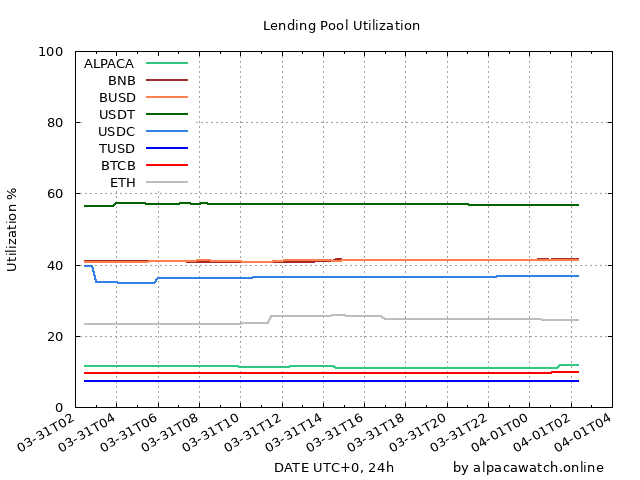 Lending Pool Utilization
100
80
60
40
20
0
Utilization %
ALPACA
BNB
BUSD
USDT
USDC
TUSD
BTCB
ETH
03-31T02
03-31T04
03-31T06
03-31T08
03-31T10
03-31T12
03-31T14
03-31T16
03-31T18
03-31T20
03-31T22
04-01T00
04-01T02
04-01T04
DATE UTC+0, 24h
by alpacawatch.online